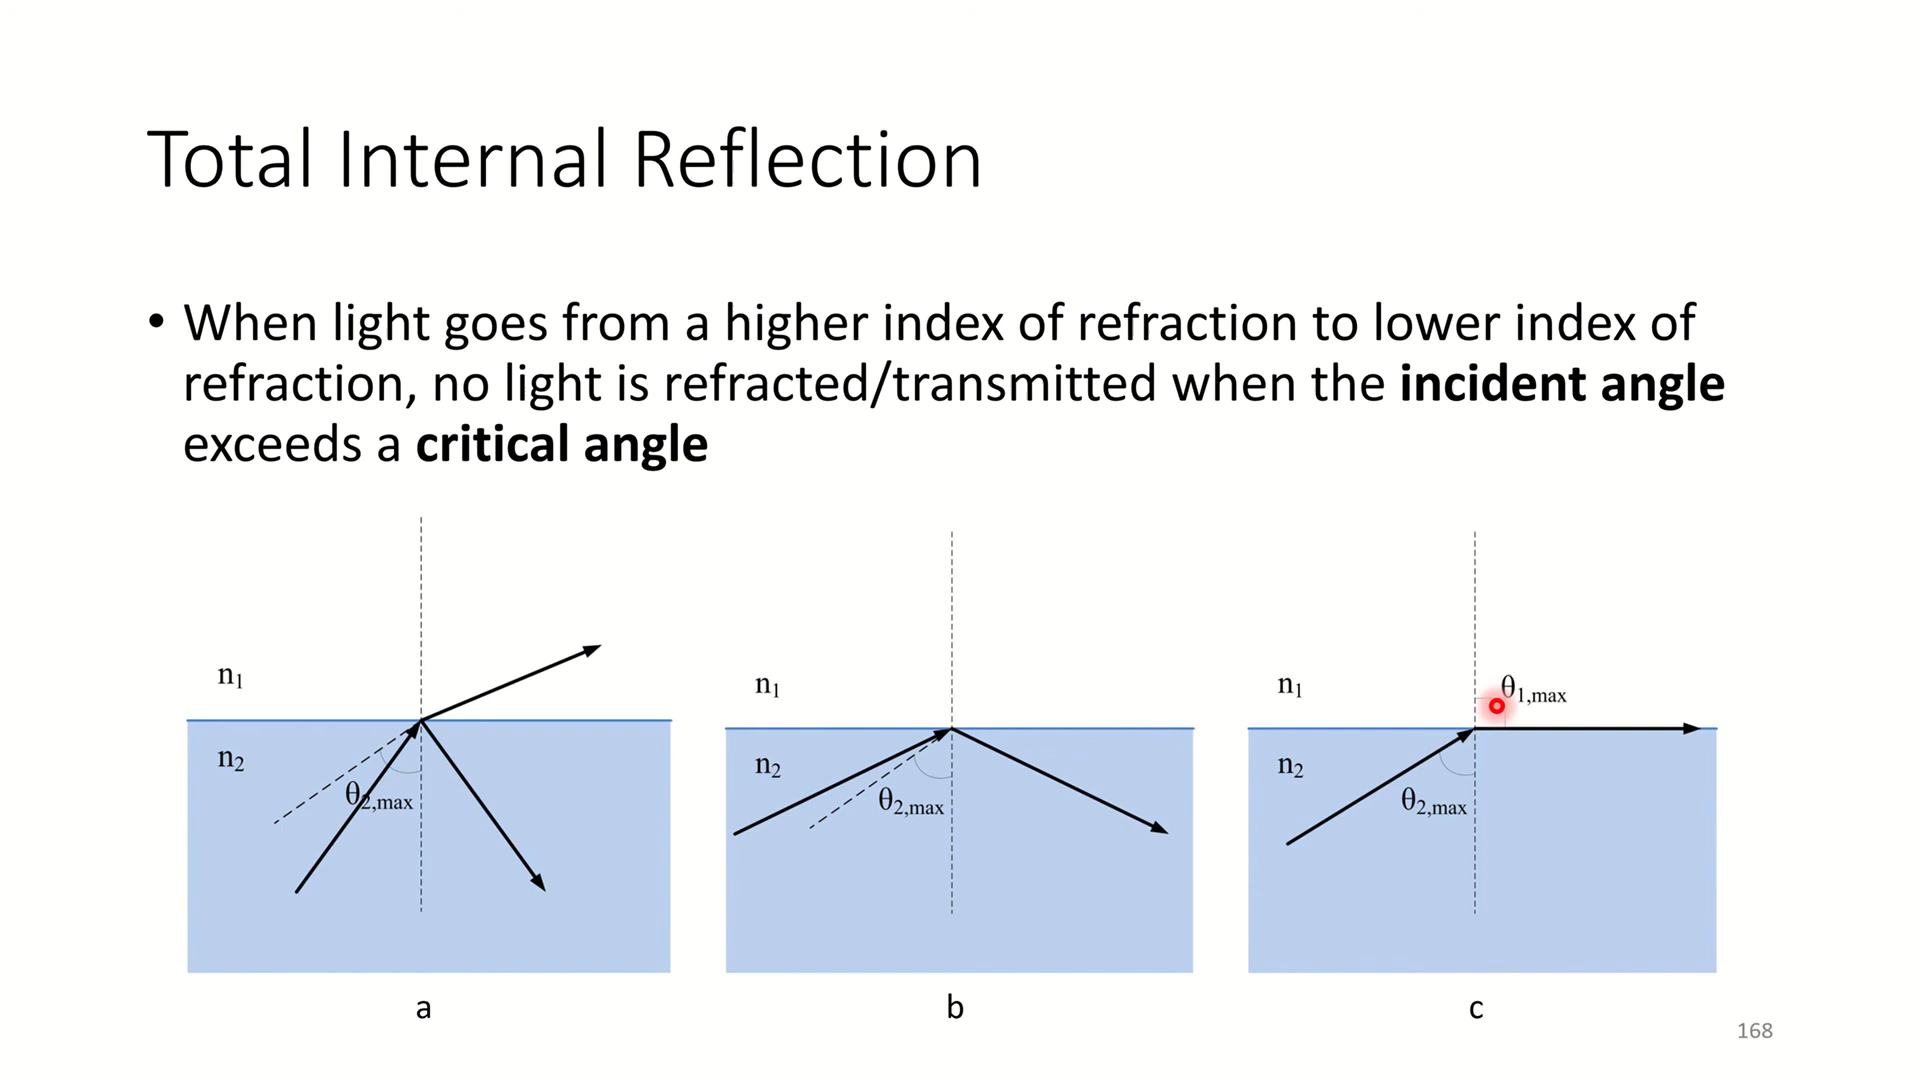 Total Internal Reflection
• When light goes from a higher index of refraction to lower index of
refraction, no light is refracted/transmitted when the incident angle
exceeds a critical angle
n₁
n₂
θ₂,max
a
n₁
n₂
θ₂,max
b
n₁
θ₁,max
n₂
θ₂,max
c
168